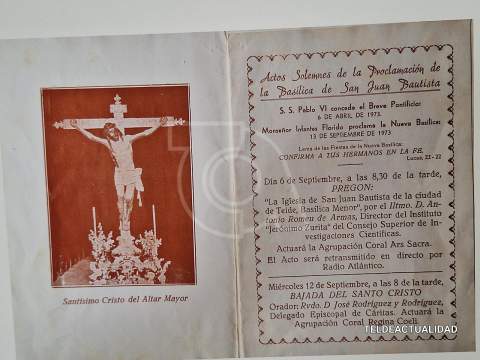 Santísimo Cristo del Altar Mayor
Actos Solemnes de la Proclamación de
la Basílica de San Juan Bautista
S. S. Pablo VI concede el Breve Pontificio:
6 DE ABRIL, DE 1973.
Monseñor Infantes Florido proclama la Nueva Basílica:
13 DE SEPTIEMBRE DE 1973
Lema de las Fiestas de la Nueva Basílica:
CONFIRMA A TUS HERMANOS EN LA FE.
Lucas, 22 - 22
Día 6 de Septiembre, a las 8,30 de la tarde,
PREGON:
"La Iglesia de San Juan Bautista de la ciudad
de Telde, Basílica Menor", por el Iltmo. D.
Antonio Romeu de Armas, Director del Instituto
"Jerónimo Zurita" del Consejo Superior de In-
vestigaciones Científicas.
Actuará la Agrupación Coral Ars Sacra.
El Acto será retransmitido en directo por
Radio Atlántico.
Miércoles 12 de Septiembre, a las 8 de la tarde,
BAJADA DEL SANTO CRISTO
Orador: Rvdo. D. José Rodríguez y Rodríguez,
Delegado Episcopal de Cáritas. Actuará la
Agrupación Coral Regina Coeli.
TELDEACTUALIDAD